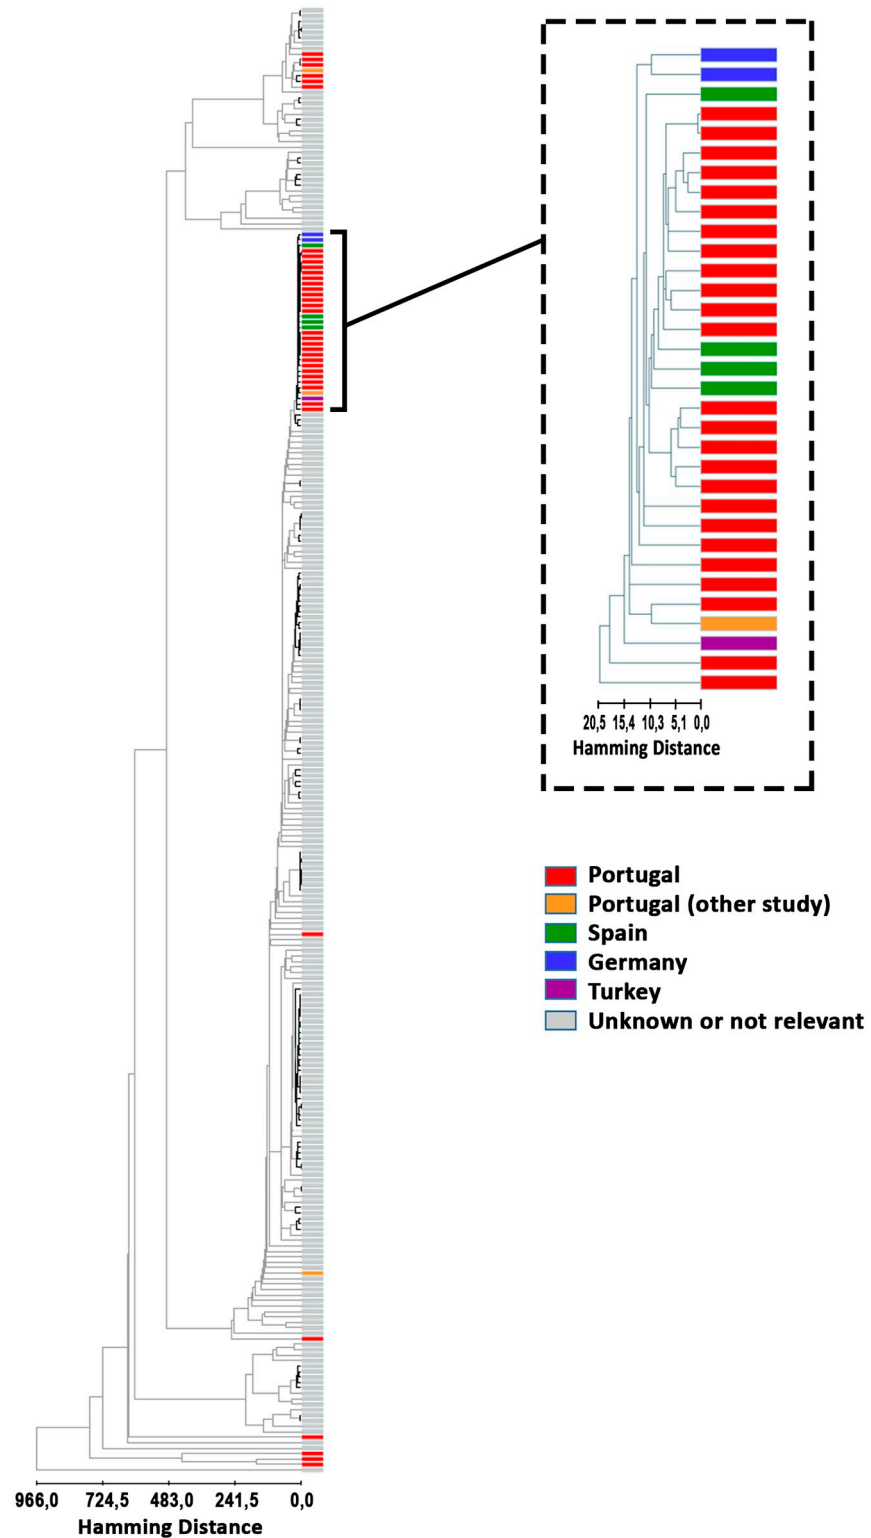 20,5 15,4 10,3 5,1 0,0
Hamming Distance
Portugal
Portugal (other study)
Spain
Germany
Turkey
Unknown or not relevant
966,0 724,5 483,0 241,5 0,0
Hamming Distance